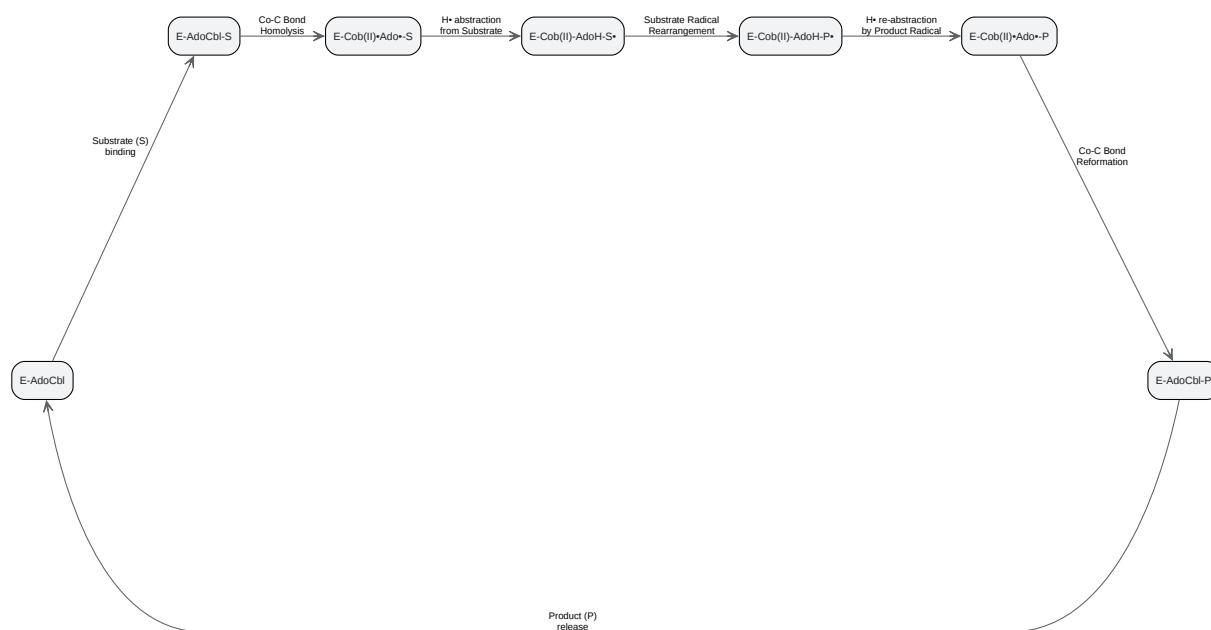 Co-C Bond
Homolysis
H• abstraction
from Substrate
Substrate Radical
Rearrangement
H• re-abstraction
by Product Radical
E-AdoCbl-S
E-Cob(II)•Ado•-S
E-Cob(II)-AdoH-S•
E-Cob(II)-AdoH-P•
E-Cob(II)•Ado•-P
Substrate (S)
binding
Co-C Bond
Reformation
E-AdoCbl
E-AdoCbl-P
Product (P)
release